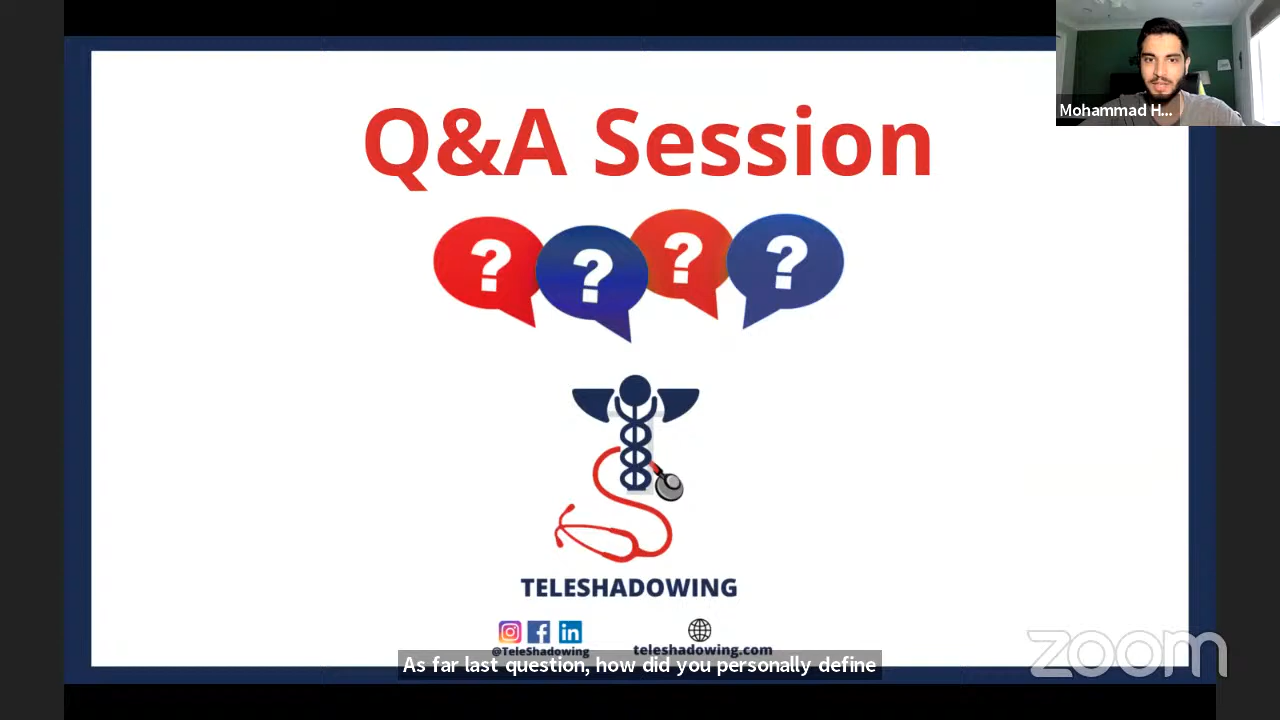 Mohammad H...
Q&A Session
? ? ? ?
TELESHADOWING
@TeleShadowing
teleshadowing.com
As far last question, how did you personally define
zoom